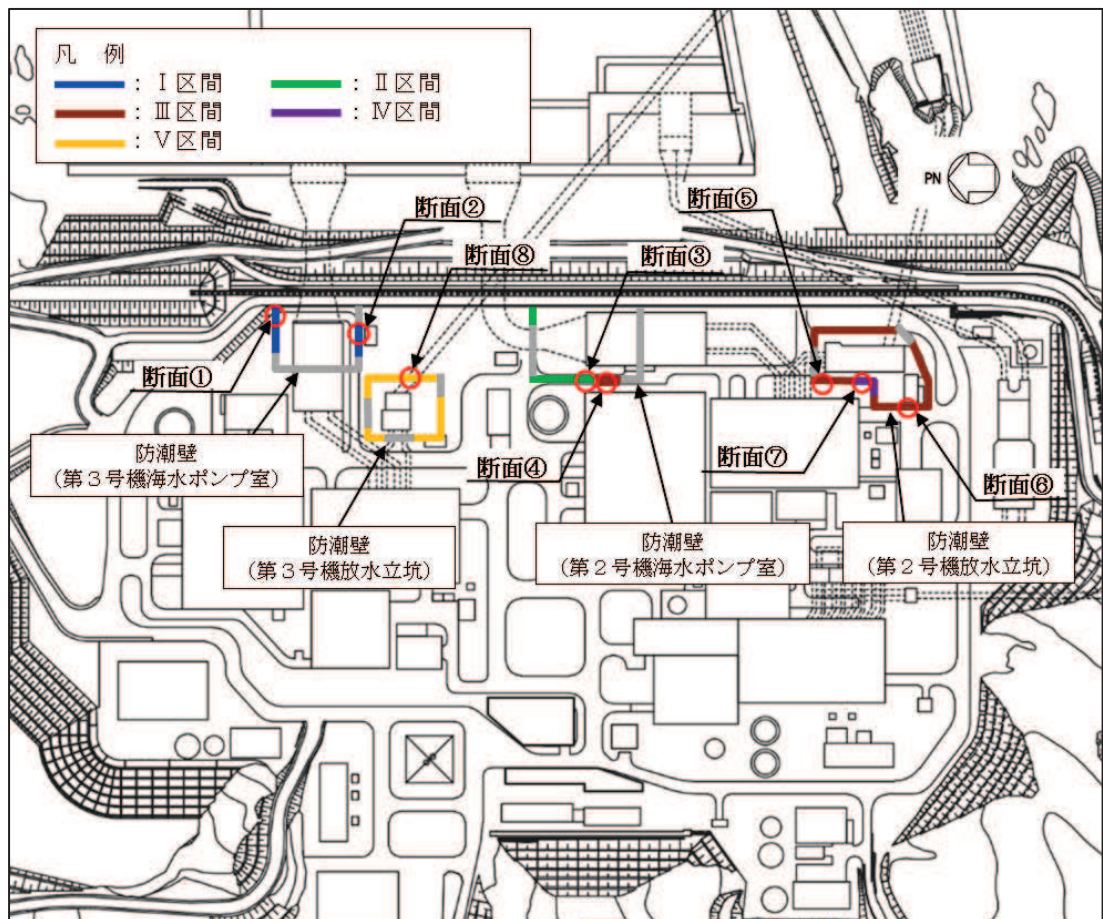 凡 例
：Ⅰ区間
：Ⅱ区間
：Ⅲ区間
：Ⅳ区間
：Ⅴ区間
PN
断面②
断面⑤
断面⑧
断面③
断面①
防潮壁
(第３号機海水ポンプ室)
断面④
断面⑦
断面⑥
防潮壁
(第３号機放水立坑)
防潮壁
(第２号機海水ポンプ室)
防潮壁
(第２号機放水立坑)